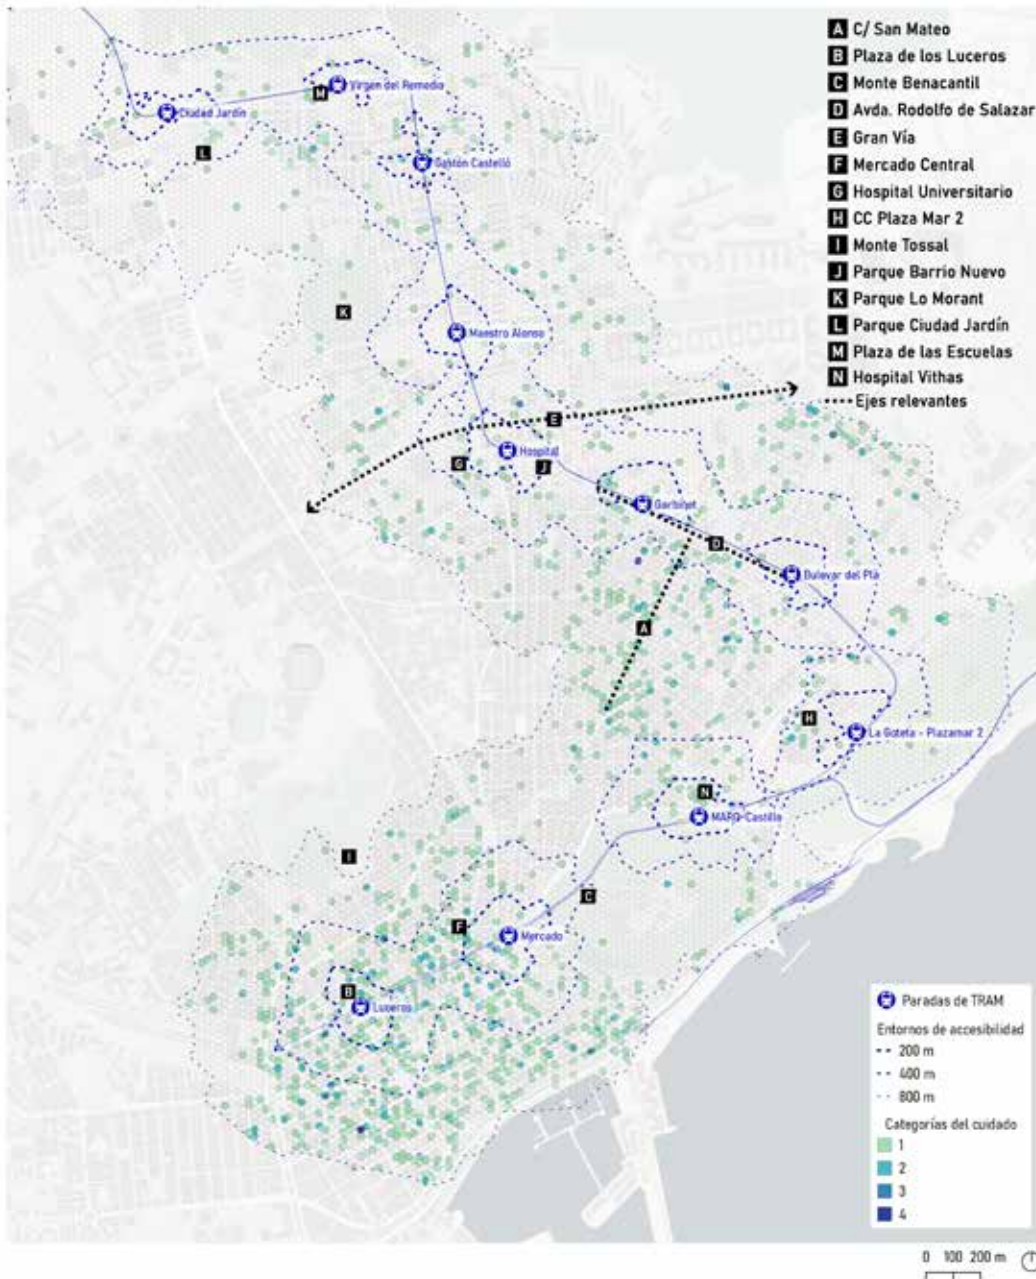 A C/ San Mateo
B Plaza de los Luceros
C Monte Benacantil
D Avda. Rodolfo de Salazar
E Gran Vía
F Mercado Central
G Hospital Universitario
H CC Plaza Mar 2
I Monte Tossal
J Parque Barrio Nuevo
K Parque Lo Morant
L Parque Ciudad Jardín
M Plaza de las Escuelas
N Hospital Vithas
Ejes relevantes
Virgen del Remedio
M
Ciudad Jardín
L
Gastón Castelló
K
Maestro Alonso
E
Hospital
G
J
Garbinet
D
Bulevar del Pla
A
H
La Goteta - Plazamar 2
N
MARQ-Castillo
I
C
F
Mercado
B
Luceros
Paradas de TRAM
Entornos de accesibilidad
200 m
400 m
800 m
Categorías del cuidado
1
2
3
4
0 100 200 m